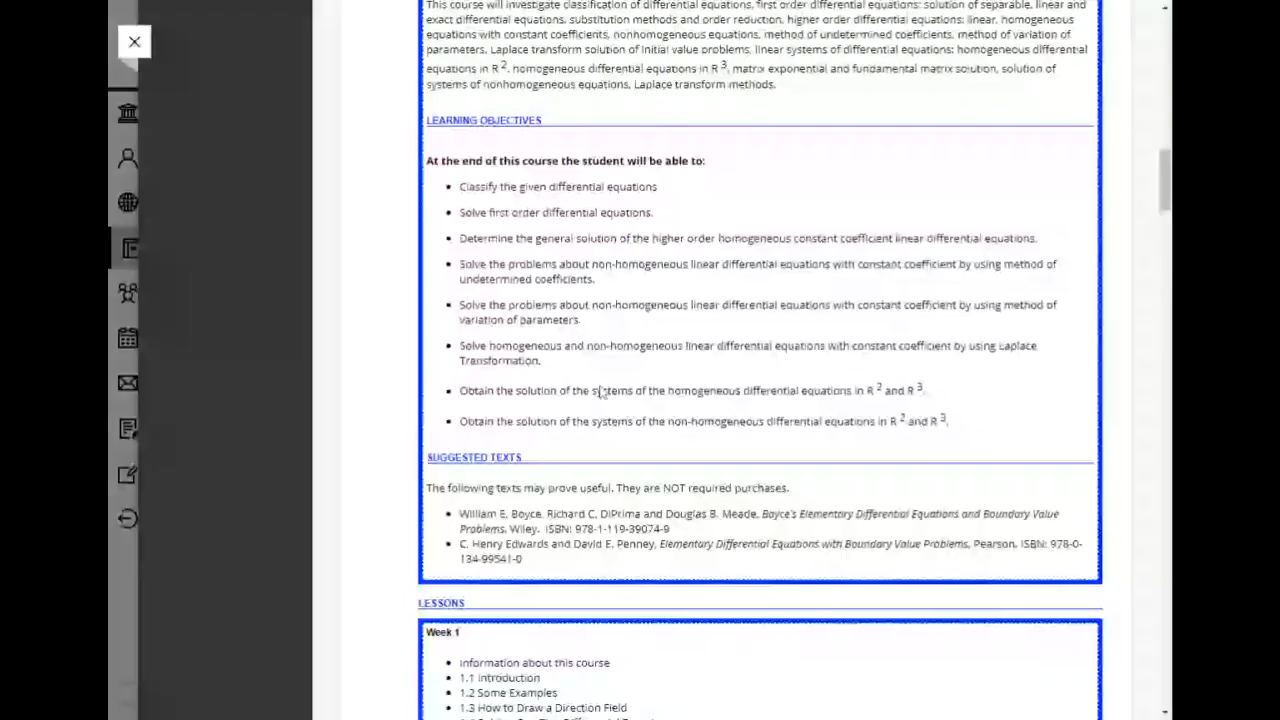 This course will investigate classification of differential equations, first order differential equations: solution of separable, linear and
exact differential equations, substitution methods and order reduction, higher order differential equations: linear, homogeneous
equations with constant coefficients, nonhomogeneous equations, method of undetermined coefficients, method of variation of
parameters, Laplace transform solution of initial value problems, linear systems of differential equations: homogeneous differential
equations in R 2, nomogeneous differential equations in R 3, matrix exponential and fundamental matrix solution, solution of
systems of nonhomogeneous equations, Laplace transform methods.
LEARNING OBJECTIVES
At the end of this course the student will be able to:
• Classify the given differential equations
• Solve first order differential equations.
• Determine the general solution of the higher order homogeneous constant coefficient linear differential equations.
• Solve the problems about non-homogeneous linear differential equations with constant coefficient by using method of
undetermined coefficients.
• Solve the problems about non-homogeneous linear differential equations with constant coefficient by using method of
variation of parameters.
• Solve homogeneous and non-homogeneous linear differential equations with constant coefficient by using Laplace
Transformation.
• Obtain the solution of the systems of the homogeneous differential equations in R 2 and R 3.
• Obtain the solution of the systems of the non-homogeneous differential equations in R 2 and R 3.
SUGGESTED TEXTS
The following texts may prove useful. They are NOT required purchases.
• William E. Boyce, Richard C. DiPrima and Douglas B. Meade, Boyce's Elementary Differential Equations and Boundary Value
Problems, Wiley. ISBN: 978-1-119-39074-9
• C. Henry Edwards and David E. Penney, Elementary Differential Equations with Boundary Value Problems, Pearson. ISBN: 978-0-
134-99541-0
LESSONS
Week 1
• Information about this course
• 1.1 Introduction
• 1.2 Some Examples
• 1.3 How to Draw a Direction Field